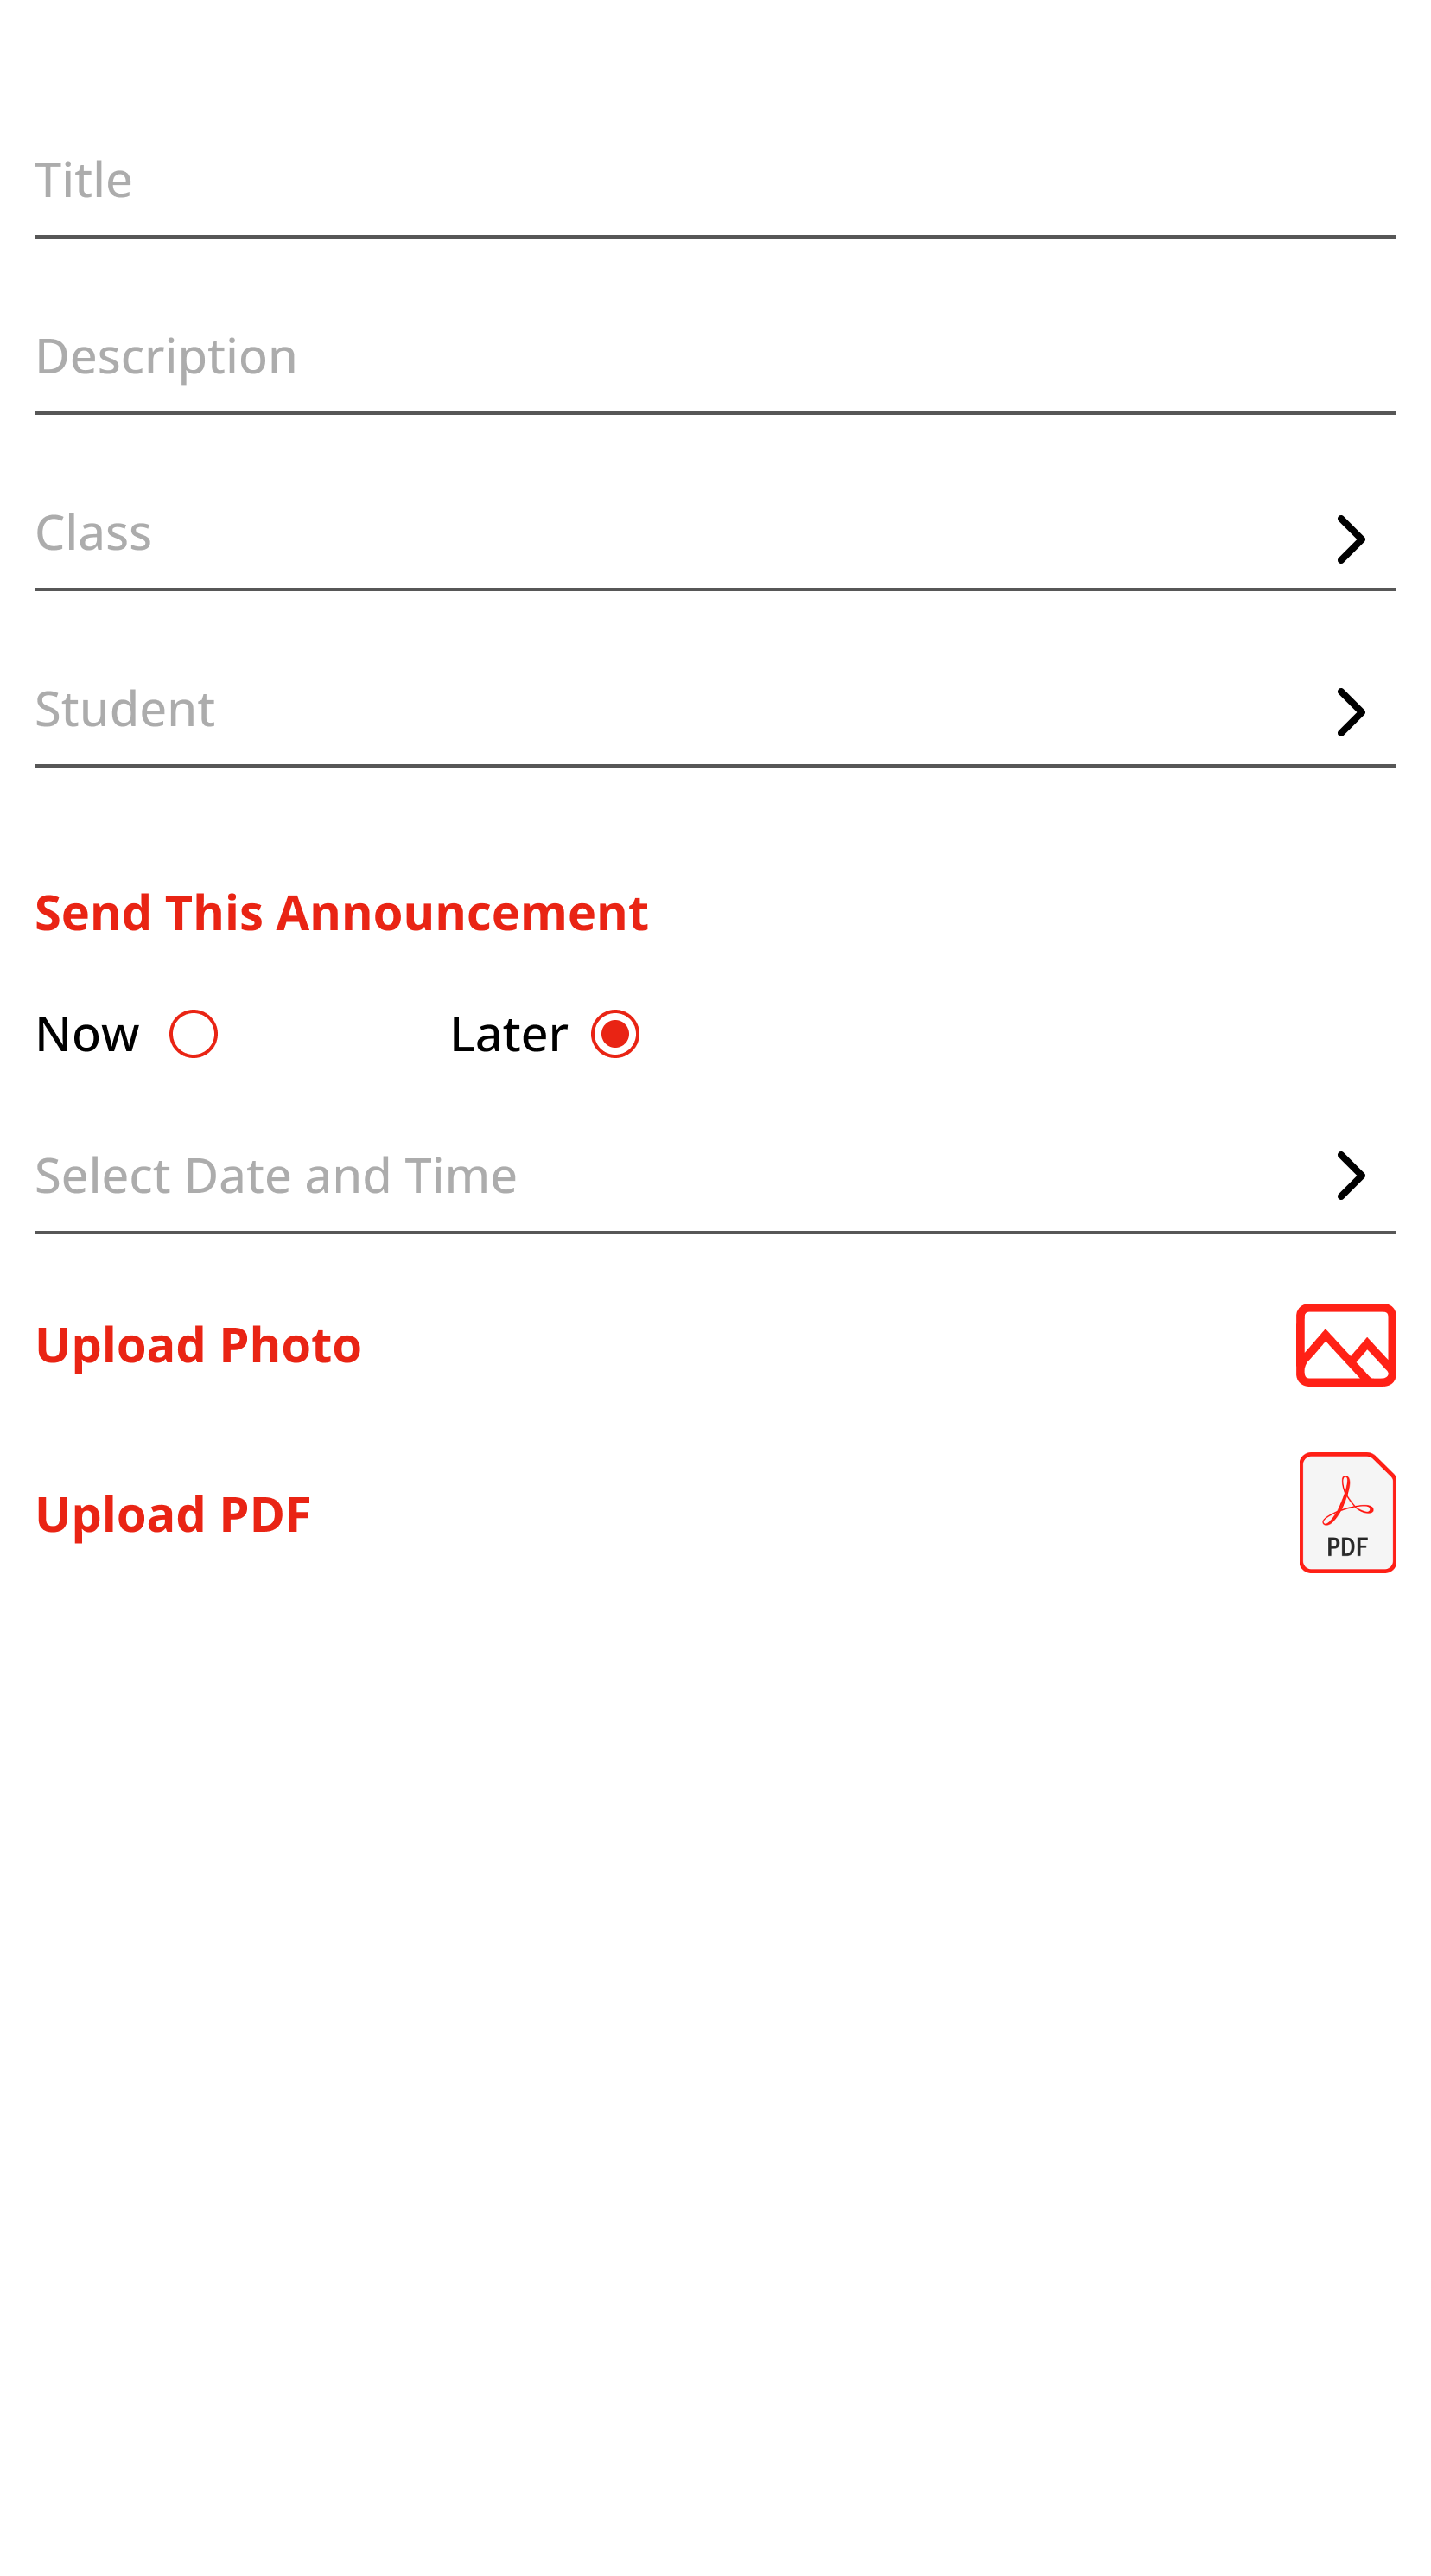 Title
Description
Class
Student
Send This Announcement
Now Later
Select Date and Time
Upload Photo
Upload PDF
PDF